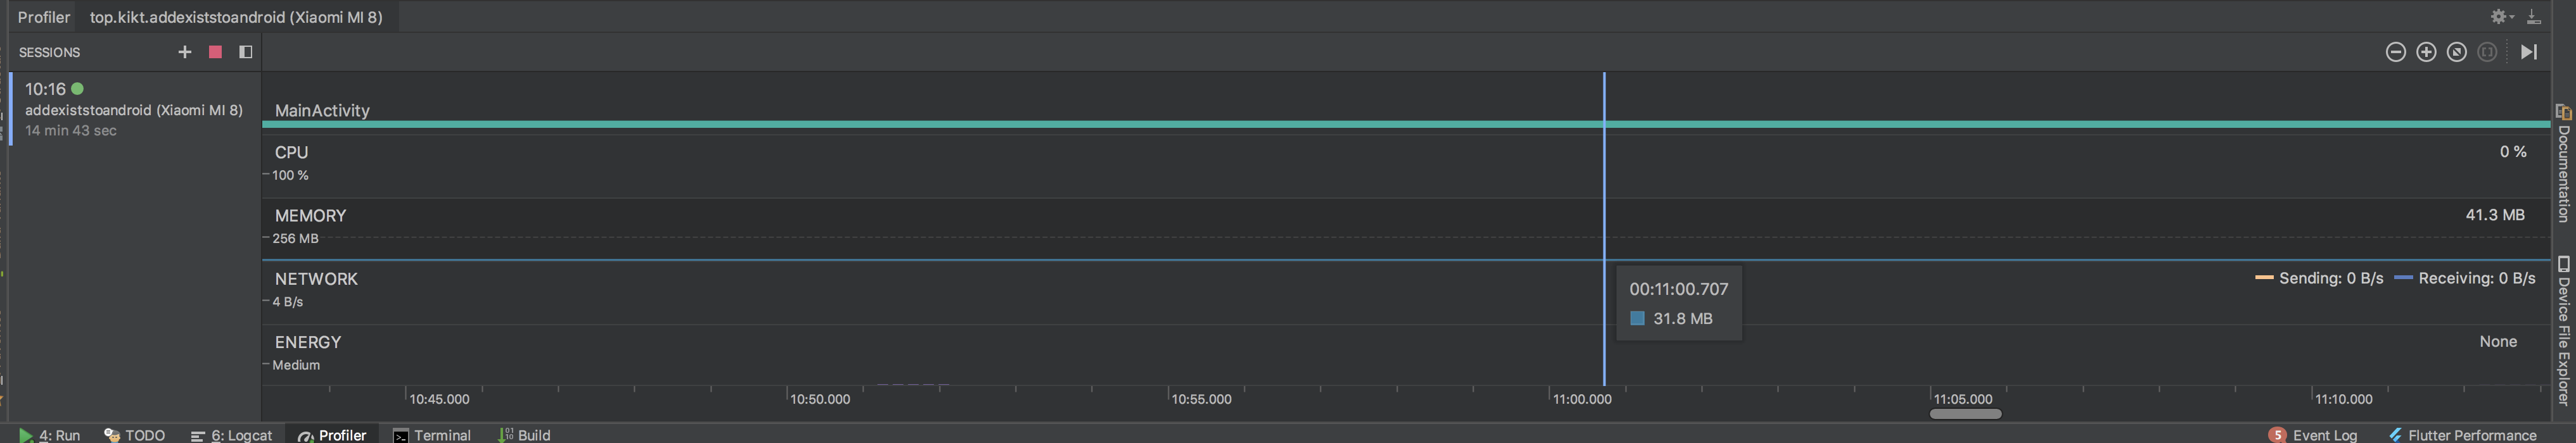 Profiler top.kikt.addexiststoandroid (Xiaomi MI 8)
SESSIONS
10:16
addexiststoandroid (Xiaomi MI 8)
14 min 43 sec
MainActivity
CPU
0 %
100 %
MEMORY
41.3 MB
256 MB
NETWORK
Sending: 0 B/s Receiving: 0 B/s
4 B/s
00:11:00.707
31.8 MB
ENERGY
None
Medium
10:45.000 10:50.000 10:55.000 11:00.000 11:05.000 11:10.000
Documentation
Device File Explorer
4: Run TODO 6: Logcat Profiler Terminal Build 5 Event Log Flutter Performance